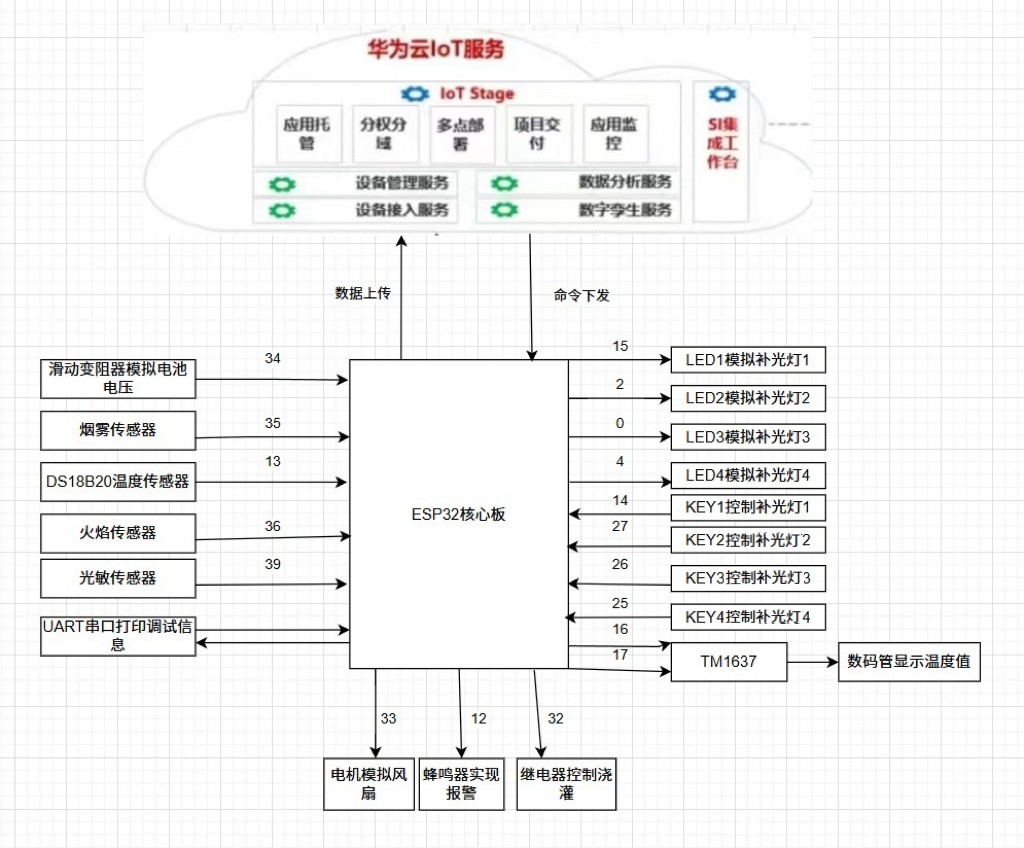 华为云IoT服务
IoT Stage
应用托
管
分权分
域
多点部
署
项目交
付
应用监
控
SI集
成工
作台
设备管理服务
数据分析服务
设备接入服务
数字孪生服务
数据上传
命令下发
滑动变阻器模拟电池
电压
34
烟雾传感器
35
DS18B20温度传感器
13
火焰传感器
36
光敏传感器
39
UART串口打印调试信
息
ESP32核心板
15
LED1模拟补光灯1
2
LED2模拟补光灯2
0
LED3模拟补光灯3
4
LED4模拟补光灯4
14
KEY1控制补光灯1
27
KEY2控制补光灯2
26
KEY3控制补光灯3
25
KEY4控制补光灯4
16
17
TM1637
数码管显示温度值
33
12
32
电机模拟风
扇
蜂鸣器实现
报警
继电器控制浇
灌